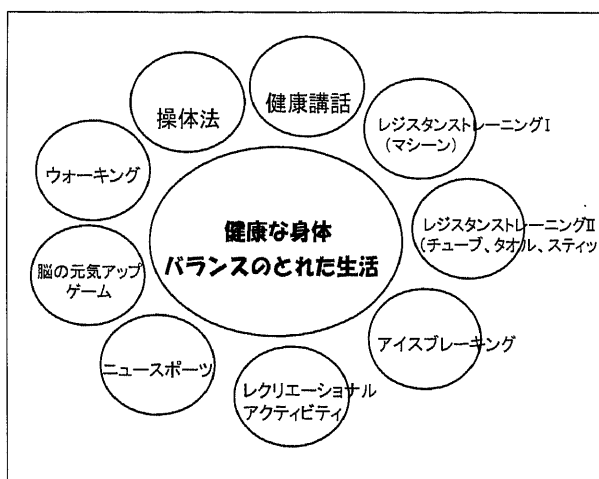 健康講話
操体法
レジスタンストレーニングⅠ
(マシーン)
ウォーキング
レジスタンストレーニングⅡ
(チューブ、タオル、スティッ
健康な身体
バランスのとれた生活
脳の元気アップ
ゲーム
アイスブレーキング
ニュースポーツ
レクリエーショナル
アクティビティ